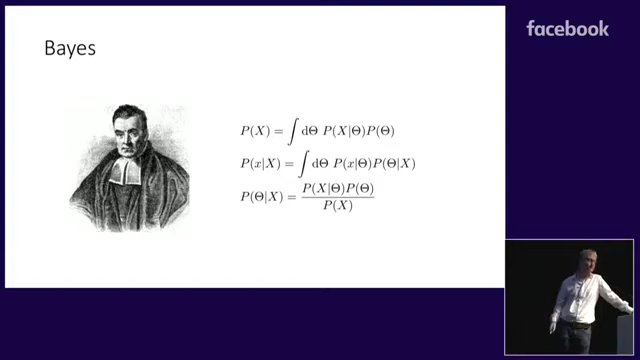 Bayes
facebook
P(X) = ∫ dΘ P(X|Θ)P(Θ)
P(x|X) = ∫ dΘ P(x|Θ)P(Θ|X)
P(Θ|X) = P(X|Θ)P(Θ) / P(X)